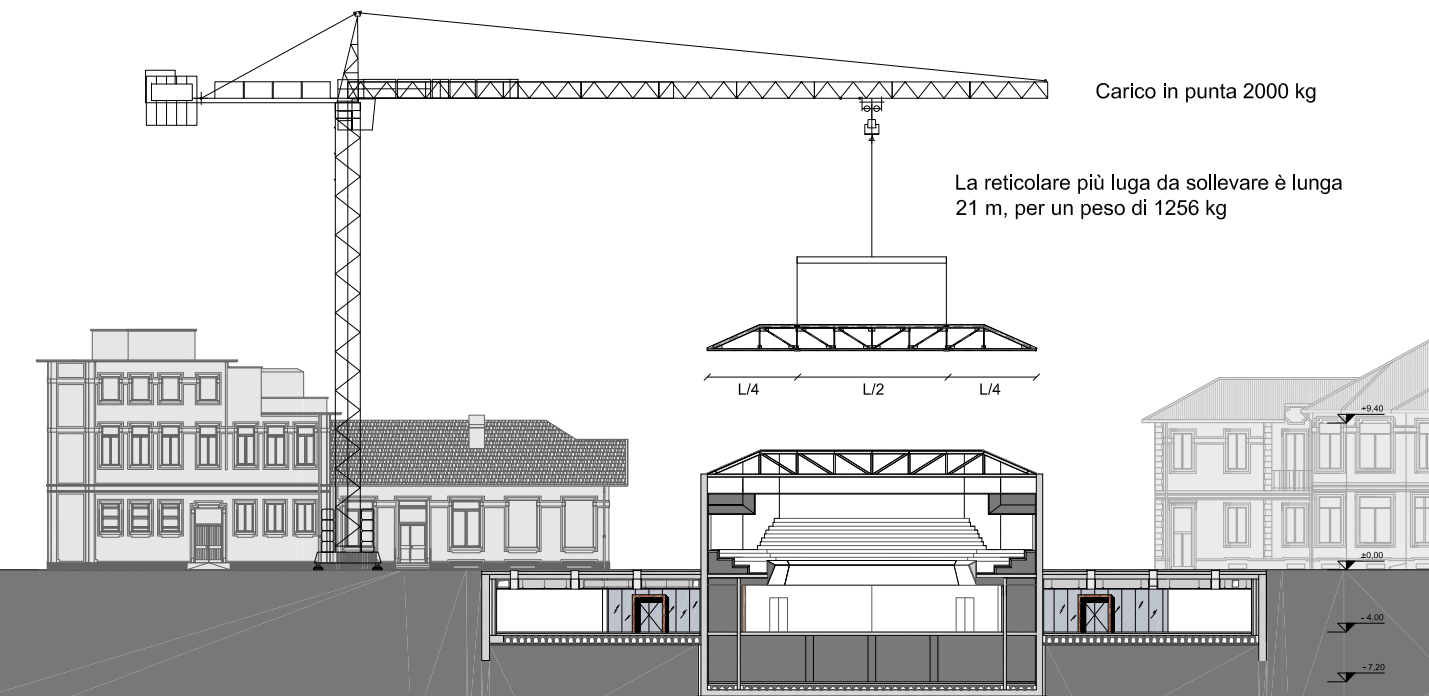 Carico in punta 2000 kg
La reticolare più luga da sollevare è lunga
21 m, per un peso di 1256 kg
L/4
L/2
L/4
+9,40
±0,00
- 4,00
-7,20